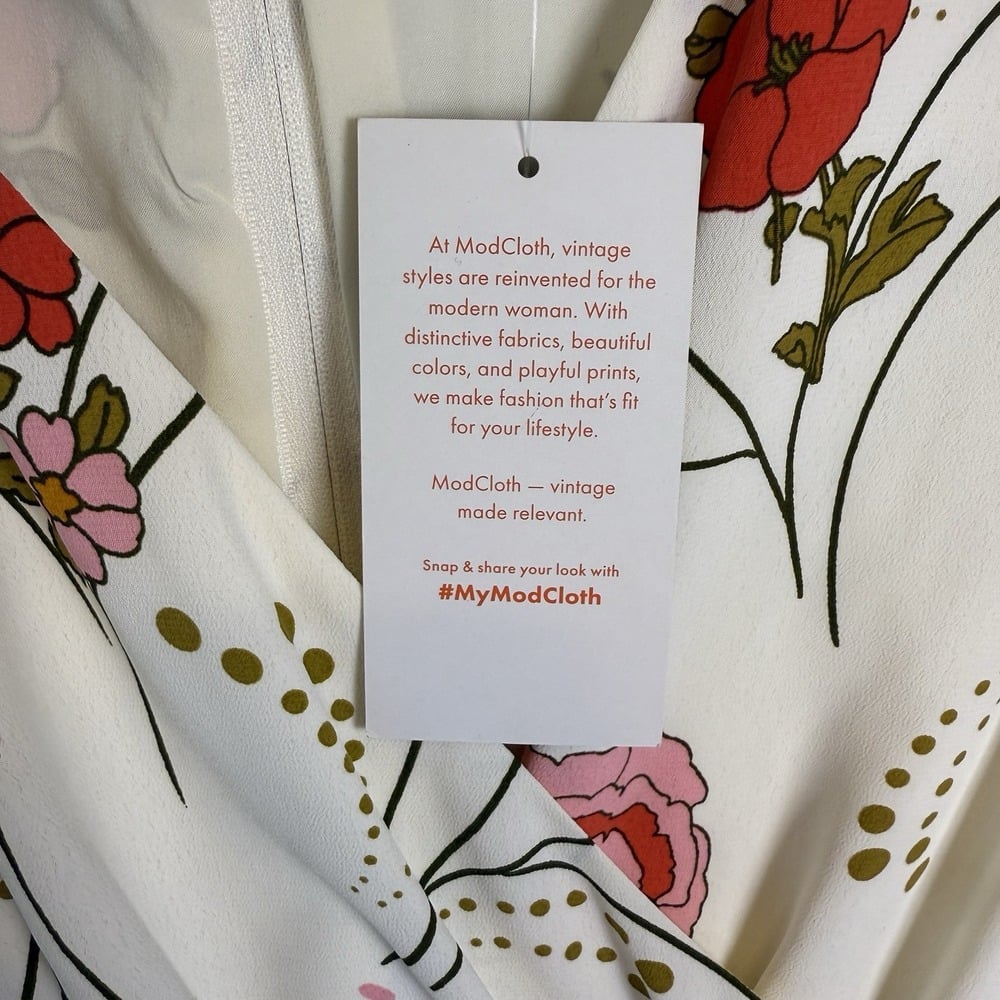 At ModCloth, vintage
styles are reinvented for the
modern woman. With
distinctive fabrics, beautiful
colors, and playful prints,
we make fashion that's fit
for your lifestyle.
ModCloth — vintage
made relevant.
Snap & share your look with
#MyModCloth